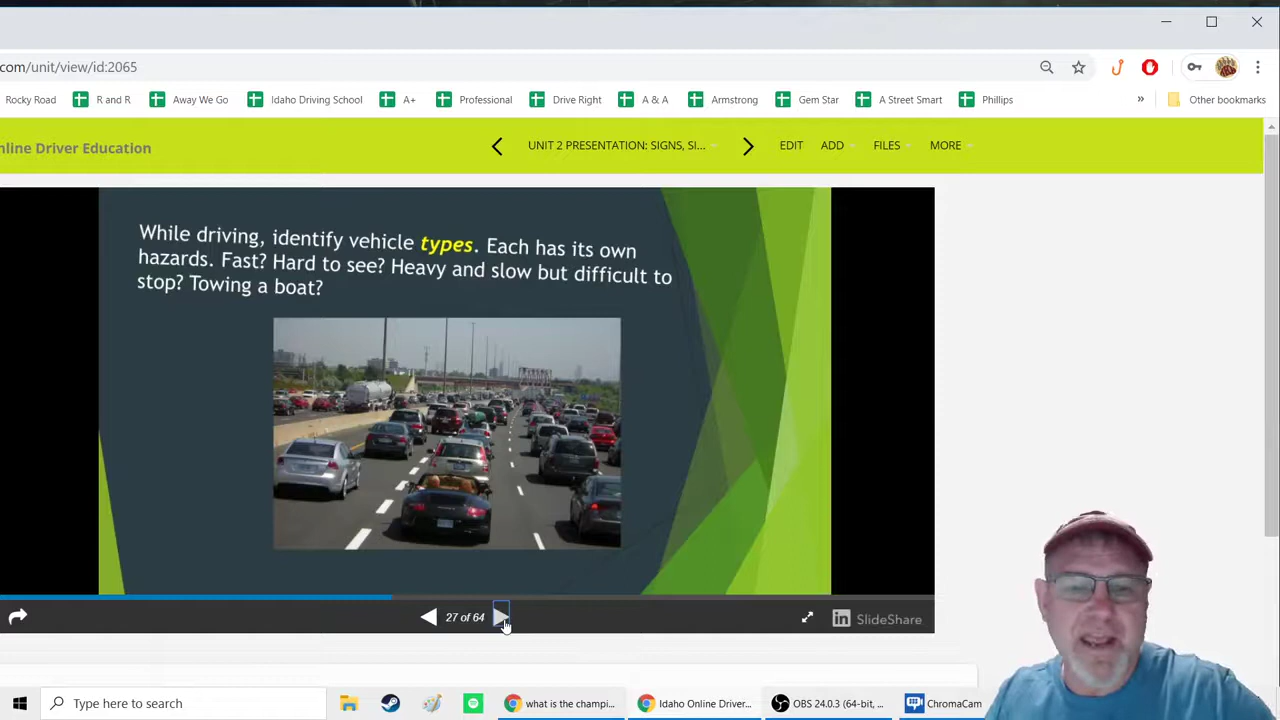 com/unit/view/id:2065
Rocky Road R and R Away We Go Idaho Driving School A+ Professional Drive Right A & A Armstrong Gem Star A Street Smart Phillips » Other bookmarks
nline Driver Education
UNIT 2 PRESENTATION: SIGNS, SI... EDIT ADD FILES MORE
While driving, identify vehicle types. Each has its own
hazards. Fast? Hard to see? Heavy and slow but difficult to
stop? Towing a boat?
27 of 64
in SlideShare
Type here to search
what is the champi...
Idaho Online Driver...
OBS 24.0.3 (64-bit, ...
ChromaCam